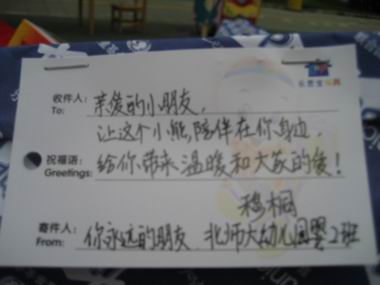 收件人:
To: 亲爱的小朋友,
让这个小熊,陪伴在你身边,
祝福语:
Greetings: 给你带来温暖和大家的爱!
穆桐
寄件人:
From: 你永远的朋友、北师大幼儿园婴2班